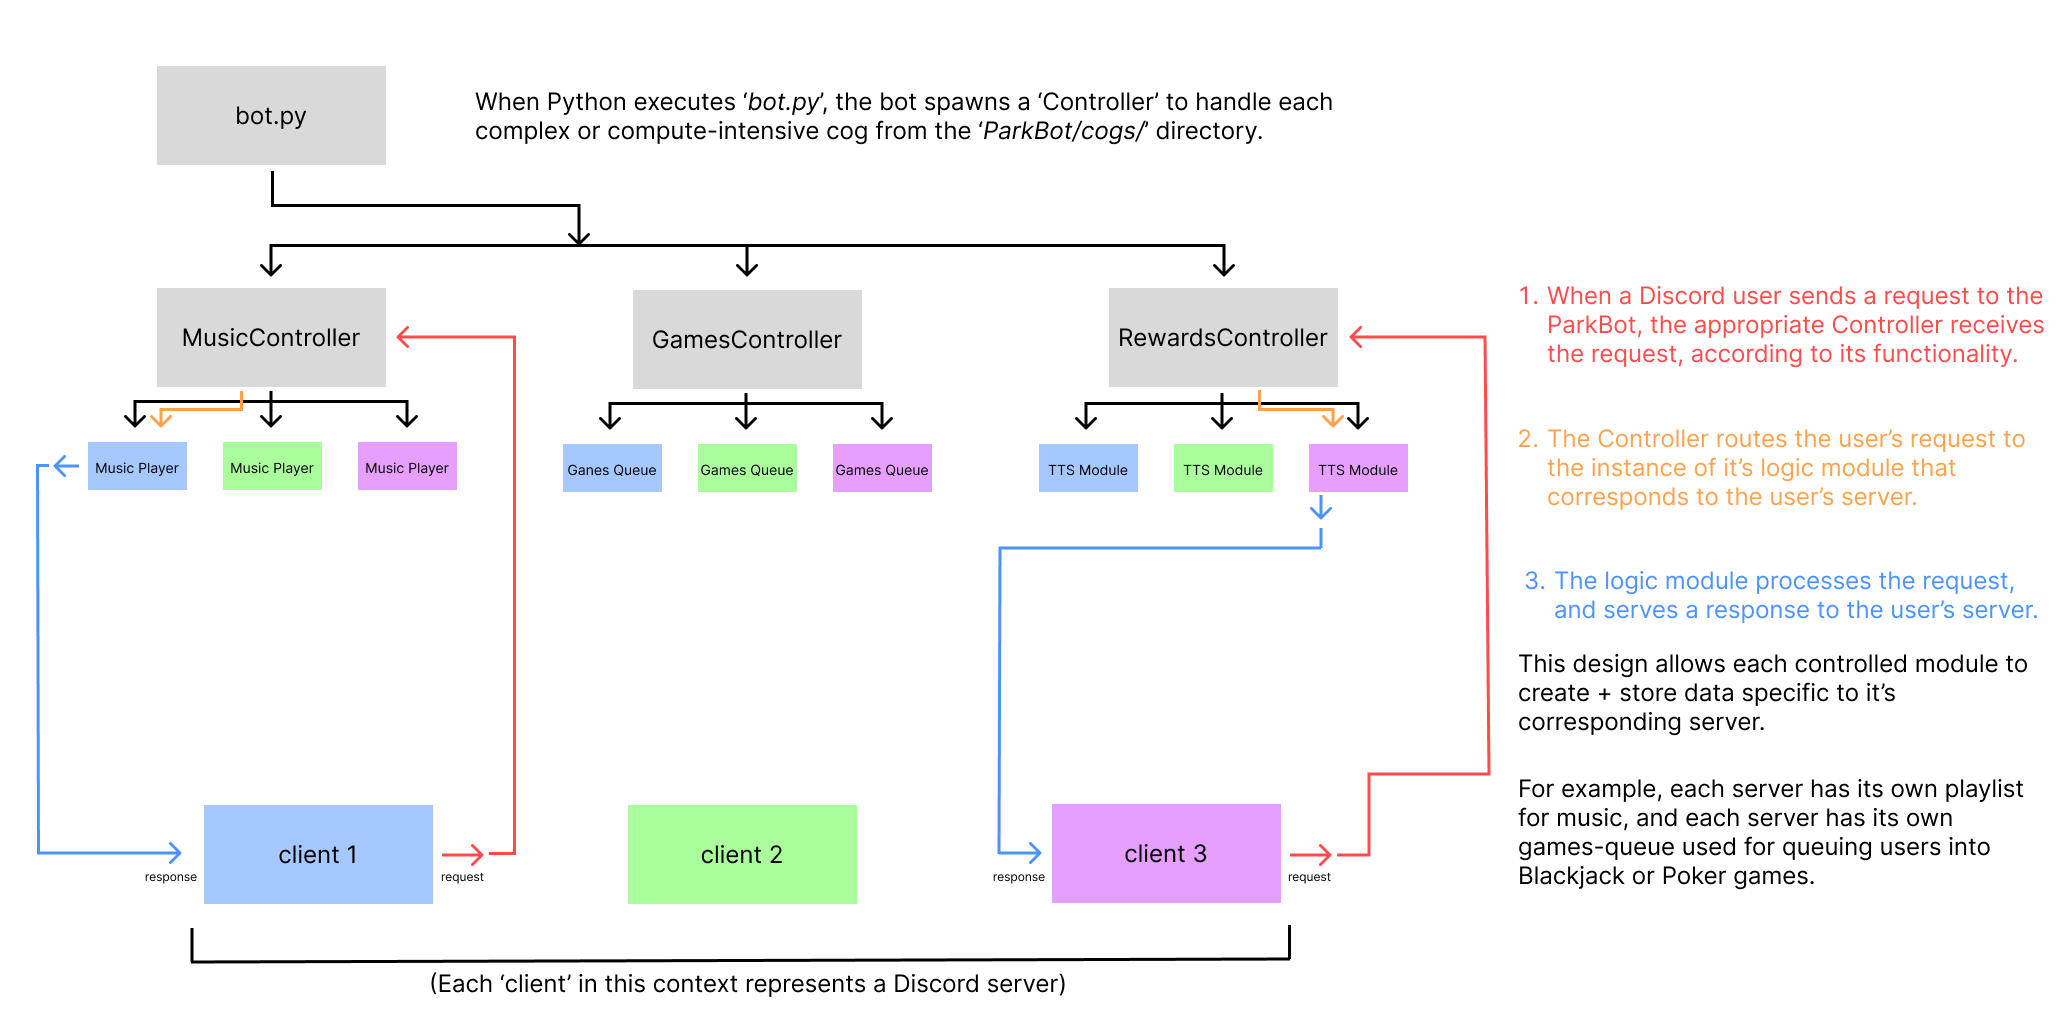 bot.py
When Python executes ‘bot.py’, the bot spawns a ‘Controller’ to handle each
complex or compute-intensive cog from the ‘ParkBot/cogs/’ directory.
MusicController
GamesController
RewardsController
Music Player
Music Player
Music Player
Ganes Queue
Games Queue
Games Queue
TTS Module
TTS Module
TTS Module
1. When a Discord user sends a request to the
ParkBot, the appropriate Controller receives
the request, according to its functionality.
2. The Controller routes the user’s request to
the instance of it’s logic module that
corresponds to the user’s server.
3. The logic module processes the request,
and serves a response to the user’s server.
This design allows each controlled module to
create + store data specific to it’s
corresponding server.
For example, each server has its own playlist
for music, and each server has its own
games-queue used for queuing users into
Blackjack or Poker games.
response
client 1
request
client 2
response
client 3
request
(Each ‘client’ in this context represents a Discord server)